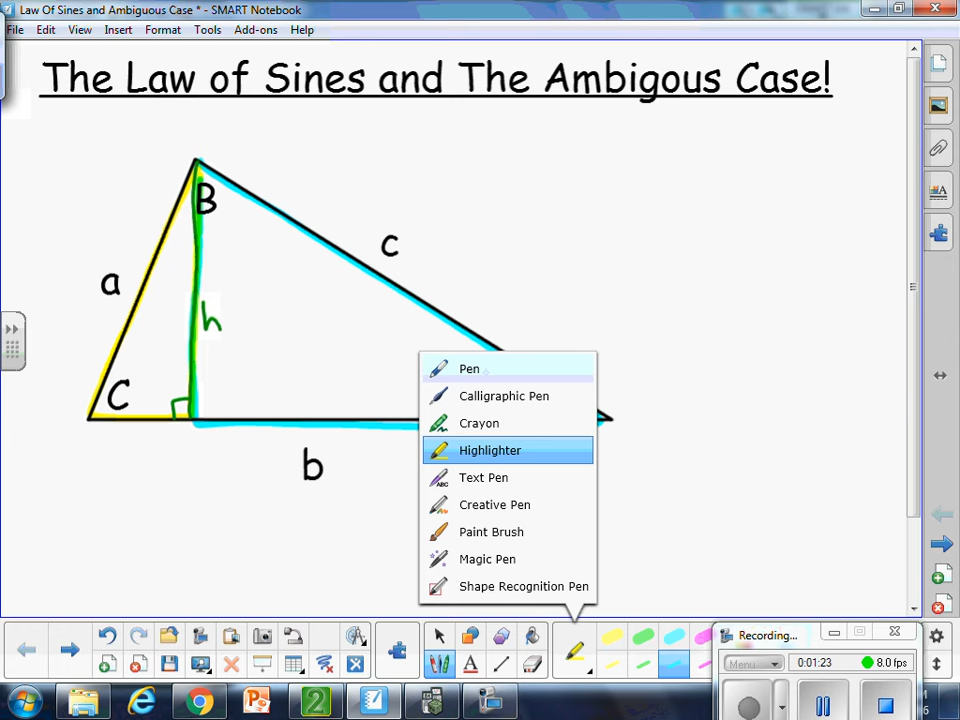 Law Of Sines and Ambiguous Case * - SMART Notebook
File Edit View Insert Format Tools Add-ons Help
The Law of Sines and The Ambigous Case!
B
c
a
h
C
b
Pen
Calligraphic Pen
Crayon
Highlighter
Text Pen
Creative Pen
Paint Brush
Magic Pen
Shape Recognition Pen
Recording...
Menu 0:01:23 8.0 fps